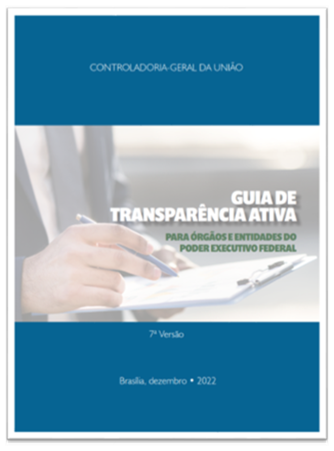 CONTROLADORIA-GERAL DA UNIÃO
GUIA DE
TRANSPARÊNCIA ATIVA
PARA ÓRGÃOS E ENTIDADES DO
PODER EXECUTIVO FEDERAL
7ª Versão
Brasília, dezembro • 2022